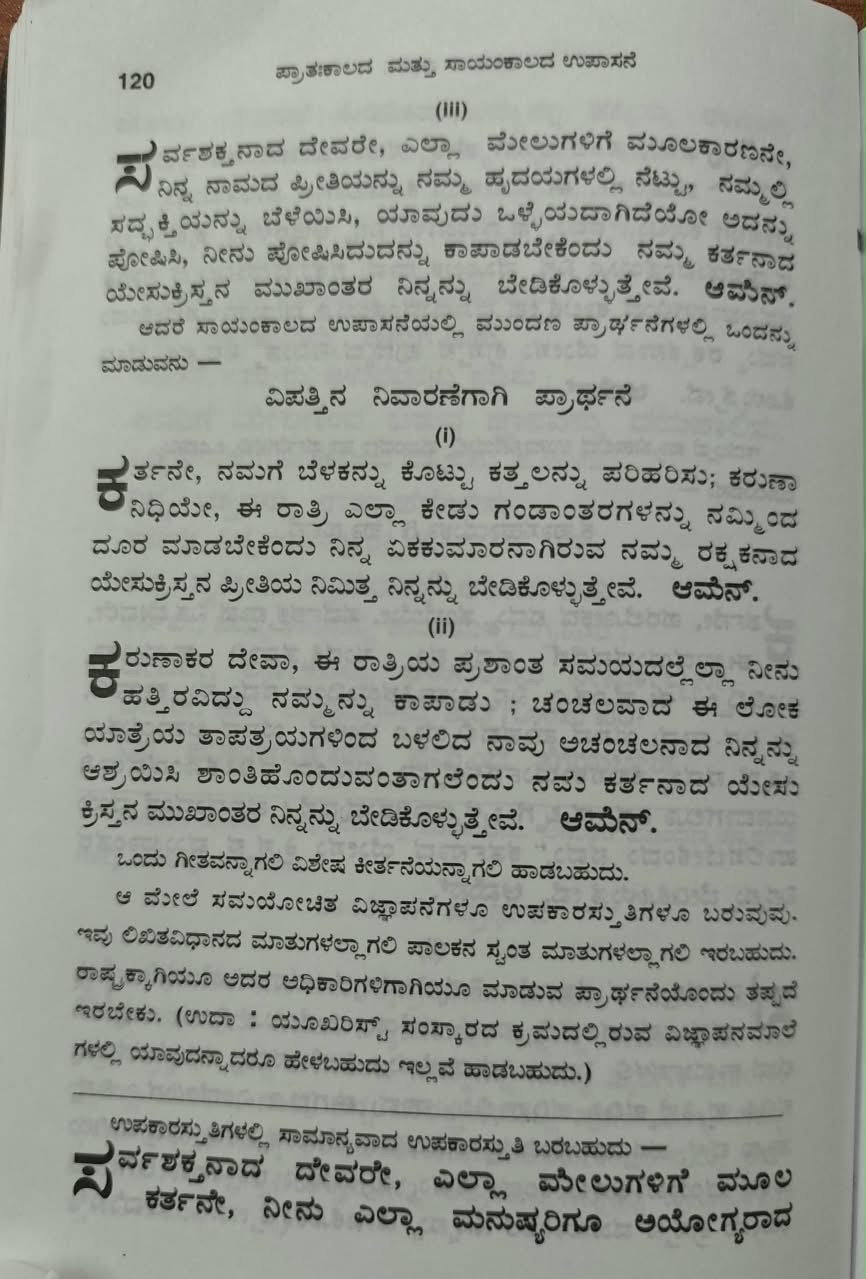 120
ಪ್ರಾತಃಕಾಲದ ಮತ್ತು ಸಾಯಂಕಾಲದ ಉಪಾಸನೆ
(iii)
ಸರ್ವಶಕ್ತನಾದ ದೇವರೇ, ಎಲ್ಲಾ ಮೇಲುಗಳಿಗೆ ಮೂಲಕಾರಣನೇ,
ನಿನ್ನ ನಾಮದ ಪ್ರೀತಿಯನ್ನು ನಮ್ಮ ಹೃದಯಗಳಲ್ಲಿ ನೆಟ್ಟು, ನಮ್ಮಲ್ಲಿ
ಸದ್ಭಕ್ತಿಯನ್ನು ಬೆಳೆಯಿಸಿ, ಯಾವುದು ಒಳ್ಳೆಯದಾಗಿದೆಯೋ ಅದನ್ನು
ಪೋಷಿಸಿ, ನೀನು ಪೋಷಿಸಿದುದನ್ನು ಕಾಪಾಡಬೇಕೆಂದು ನಮ್ಮ ಕರ್ತನಾದ
ಯೇಸುಕ್ರಿಸ್ತನ ಮುಖಾಂತರ ನಿನ್ನನ್ನು ಬೇಡಿಕೊಳ್ಳುತ್ತೇವೆ. ಆಮೆನ್.
ಆದರೆ ಸಾಯಂಕಾಲದ ಉಪಾಸನೆಯಲ್ಲಿ ಮುಂದಣ ಪ್ರಾರ್ಥನೆಗಳಲ್ಲಿ ಒಂದನ್ನು
ಮಾಡುವನು —
ವಿಪತ್ತಿನ ನಿವಾರಣೆಗಾಗಿ ಪ್ರಾರ್ಥನೆ
(i)
ಕರ್ತನೇ, ನಮಗೆ ಬೆಳಕನ್ನು ಕೊಟ್ಟು ಕತ್ತಲನ್ನು ಪರಿಹರಿಸು; ಕರುಣಾ
ನಿಧಿಯೇ, ಈ ರಾತ್ರಿ ಎಲ್ಲಾ ಕೇಡು ಗಂಡಾಂತರಗಳನ್ನು ನಮ್ಮಿಂದ
ದೂರ ಮಾಡಬೇಕೆಂದು ನಿನ್ನ ಏಕಕುಮಾರನಾಗಿರುವ ನಮ್ಮ ರಕ್ಷಕನಾದ
ಯೇಸುಕ್ರಿಸ್ತನ ಪ್ರೀತಿಯ ನಿಮಿತ್ತ ನಿನ್ನನ್ನು ಬೇಡಿಕೊಳ್ಳುತ್ತೇವೆ. ಆಮೆನ್.
(ii)
ಕರುಣಾಕರ ದೇವಾ, ಈ ರಾತ್ರಿಯ ಪ್ರಶಾಂತ ಸಮಯದಲ್ಲೆಲ್ಲಾ ನೀನು
ಹತ್ತಿರವಿದ್ದು ನಮ್ಮನ್ನು ಕಾಪಾಡು ; ಚಂಚಲವಾದ ಈ ಲೋಕ
ಯಾತ್ರೆಯ ತಾಪತ್ರಯಗಳಿಂದ ಬಳಲಿದ ನಾವು ಅಚಂಚಲನಾದ ನಿನ್ನನ್ನು
ಆಶ್ರಯಿಸಿ ಶಾಂತಿಹೊಂದುವಂತಾಗಲೆಂದು ನಮ್ಮ ಕರ್ತನಾದ ಯೇಸು
ಕ್ರಿಸ್ತನ ಮುಖಾಂತರ ನಿನ್ನನ್ನು ಬೇಡಿಕೊಳ್ಳುತ್ತೇವೆ. ಆಮೆನ್.
ಒಂದು ಗೀತವನ್ನಾಗಲಿ ವಿಶೇಷ ಕೀರ್ತನೆಯನ್ನಾಗಲಿ ಹಾಡಬಹುದು.
ಆ ಮೇಲೆ ಸಮಯೋಚಿತ ವಿಜ್ಞಾಪನೆಗಳೂ ಉಪಕಾರಸ್ತುತಿಗಳೂ ಬರುವುವು.
ಇವು ಲಿಖಿತವಿಧಾನದ ಮಾತುಗಳಲ್ಲಾಗಲಿ ಪಾಲಕನ ಸ್ವಂತ ಮಾತುಗಳಲ್ಲಾಗಲಿ ಇರಬಹುದು.
ರಾಷ್ಟ್ರಕ್ಕಾಗಿಯೂ ಅದರ ಅಧಿಕಾರಿಗಳಿಗಾಗಿಯೂ ಮಾಡುವ ಪ್ರಾರ್ಥನೆಯೊಂದು ತಪ್ಪದೆ
ಇರಬೇಕು. (ಉದಾ : ಯೂಖರಿಸ್ಟ್ ಸಂಸ್ಕಾರದ ಕ್ರಮದಲ್ಲಿರುವ ವಿಜ್ಞಾಪನಮಾಲೆ
ಗಳಲ್ಲಿ ಯಾವುದನ್ನಾದರೂ ಹೇಳಬಹುದು ಇಲ್ಲವೆ ಹಾಡಬಹುದು.)
ಉಪಕಾರಸ್ತುತಿಗಳಲ್ಲಿ ಸಾಮಾನ್ಯವಾದ ಉಪಕಾರಸ್ತುತಿ ಬರಬಹುದು —
ಸರ್ವಶಕ್ತನಾದ ದೇವರೇ, ಎಲ್ಲಾ ಮೇಲುಗಳಿಗೆ ಮೂಲ
ಕರ್ತನೇ, ನೀನು ಎಲ್ಲಾ ಮನುಷ್ಯರಿಗೂ ಅಯೋಗ್ಯರಾದ